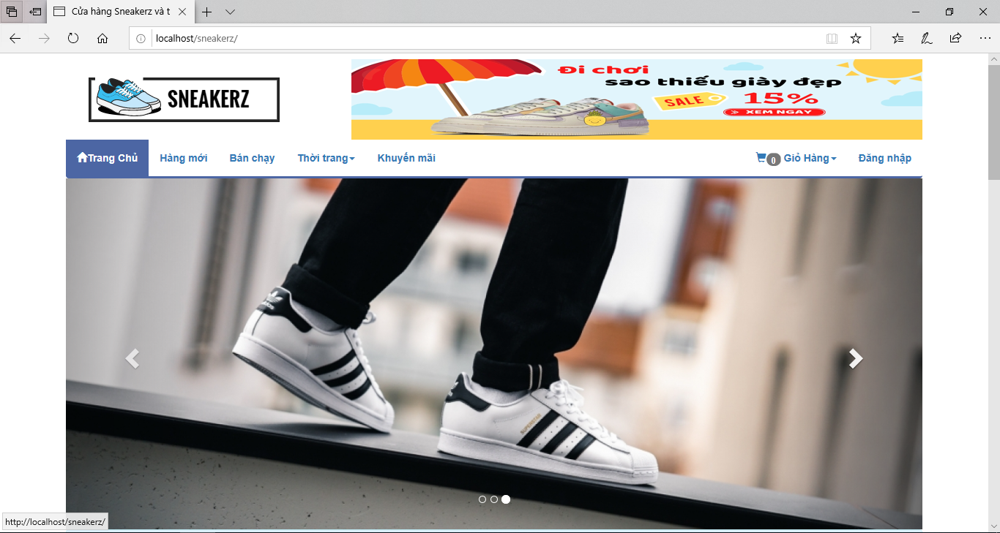 Cửa hàng Sneakerz và t
localhost/sneakerz/
SNEAKERZ
Đi chơi
sao thiếu giày đẹp
SALE 15%
XEM NGAY
Trang Chủ Hàng mới Bán chạy Thời trang Khuyến mãi 0 Giỏ Hàng Đăng nhập
adidas
SUPERSTAR
http://localhost/sneakerz/